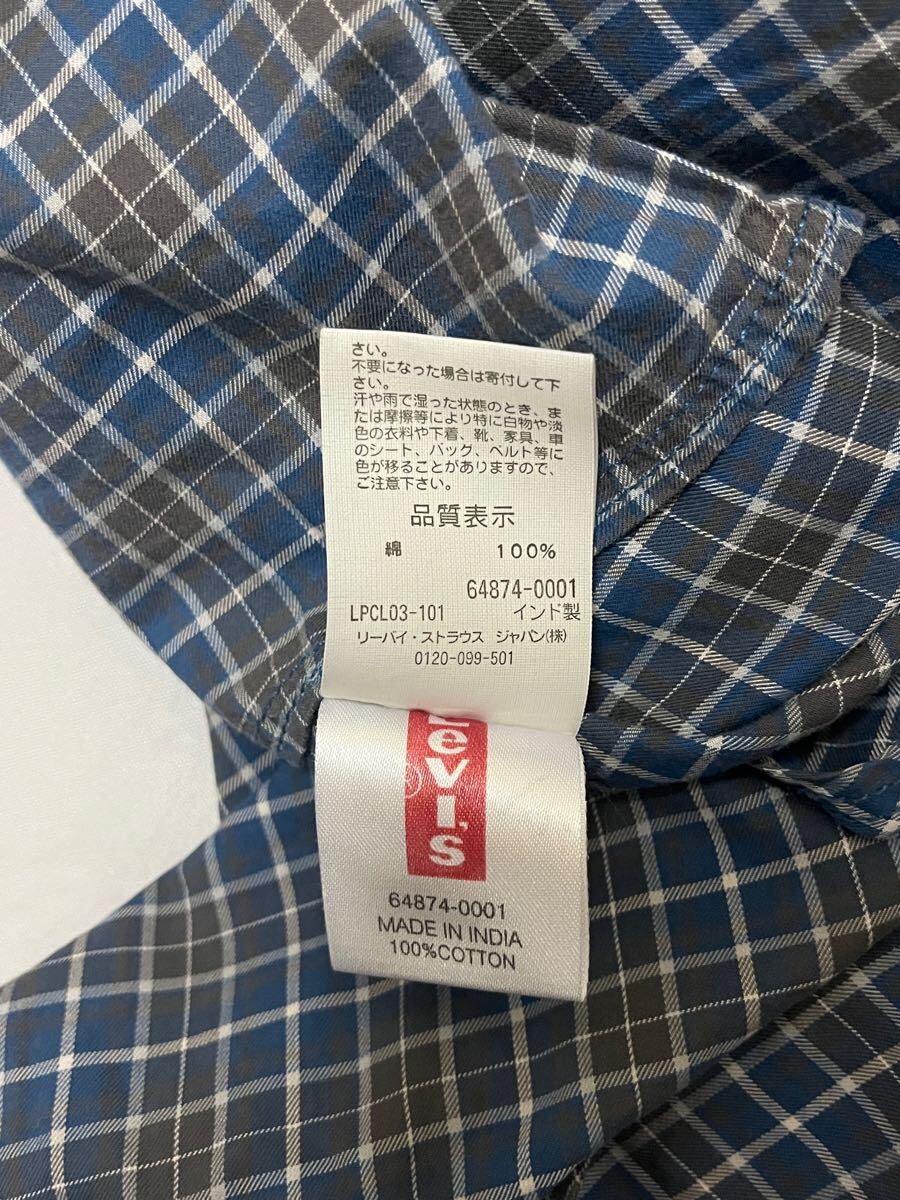 さい。
不要になった場合は寄付して下
さい。
汗や雨で湿った状態のとき、ま
たは摩擦等により特に白物や淡
色の衣料や下着、靴、家具、車
のシート、バック、ベルト等に
色が移ることがありますので、
ご注意下さい。
品質表示
綿 100%
64874-0001
LPCL03-101 インド製
リーバイ・ストラウス ジャパン(株)
0120-099-501
Levi's
®
64874-0001
MADE IN INDIA
100%COTTON